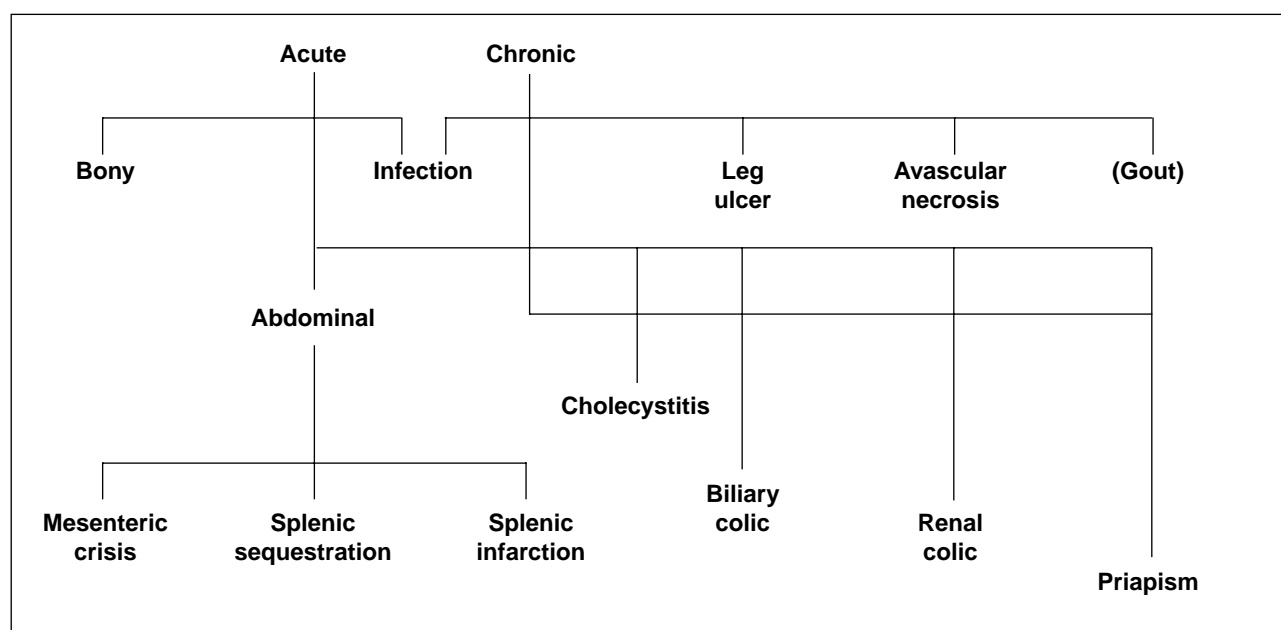 Acute
Chronic
Bony
Infection
Leg
ulcer
Avascular
necrosis
(Gout)
Abdominal
Cholecystitis
Mesenteric
crisis
Splenic
sequestration
Splenic
infarction
Biliary
colic
Renal
colic
Priapism